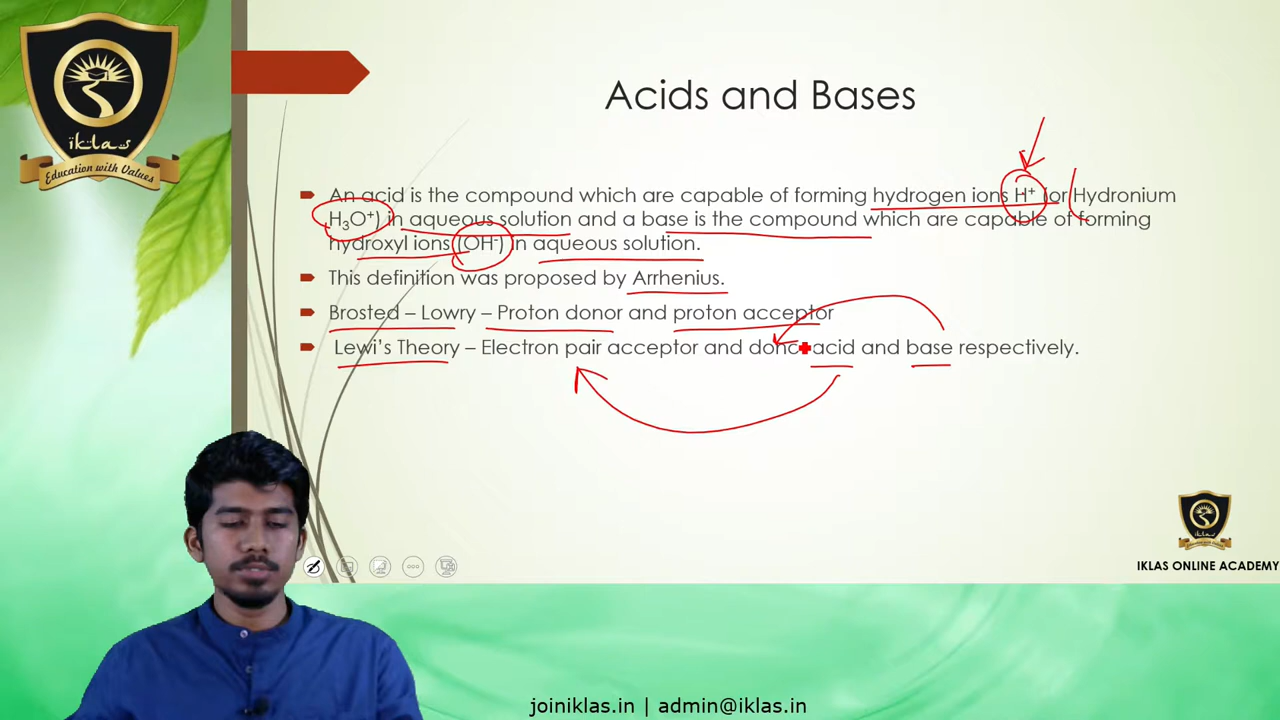 iklas
Education with Values
Acids and Bases
An acid is the compound which are capable of forming hydrogen ions H⁺ (or Hydronium
H₃O⁺) in aqueous solution and a base is the compound which are capable of forming
hydroxyl ions (OH⁻) in aqueous solution.
This definition was proposed by Arrhenius.
Brosted – Lowry – Proton donor and proton acceptor
Lewi's Theory – Electron pair acceptor and donor acid and base respectively.
IKLAS ONLINE ACADEMY
joiniklas.in | admin@iklas.in